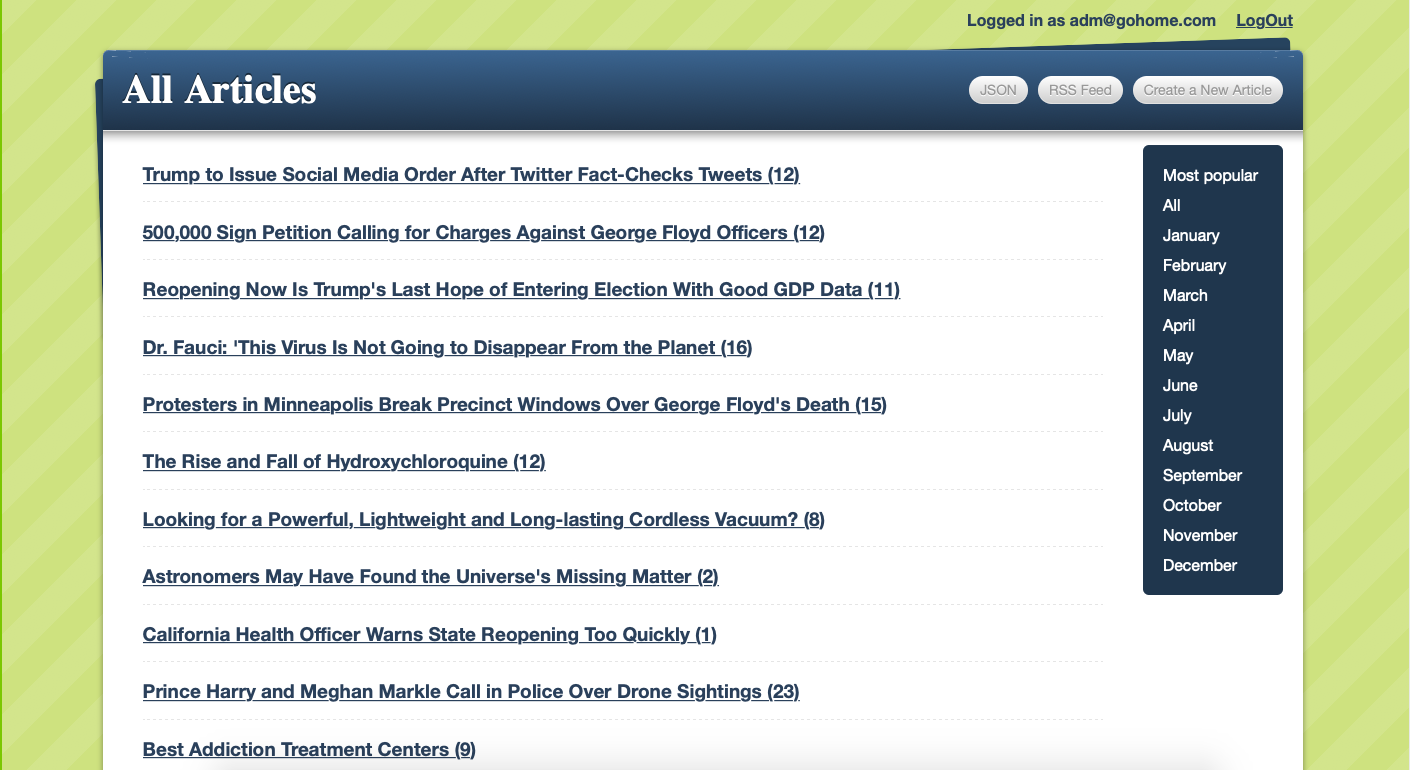 Logged in as adm@gohome.com LogOut
All Articles
JSON RSS Feed Create a New Article
Trump to Issue Social Media Order After Twitter Fact-Checks Tweets (12)
500,000 Sign Petition Calling for Charges Against George Floyd Officers (12)
Reopening Now Is Trump's Last Hope of Entering Election With Good GDP Data (11)
Dr. Fauci: 'This Virus Is Not Going to Disappear From the Planet (16)
Protesters in Minneapolis Break Precinct Windows Over George Floyd's Death (15)
The Rise and Fall of Hydroxychloroquine (12)
Looking for a Powerful, Lightweight and Long-lasting Cordless Vacuum? (8)
Astronomers May Have Found the Universe's Missing Matter (2)
California Health Officer Warns State Reopening Too Quickly (1)
Prince Harry and Meghan Markle Call in Police Over Drone Sightings (23)
Best Addiction Treatment Centers (9)
Most popular
All
January
February
March
April
May
June
July
August
September
October
November
December